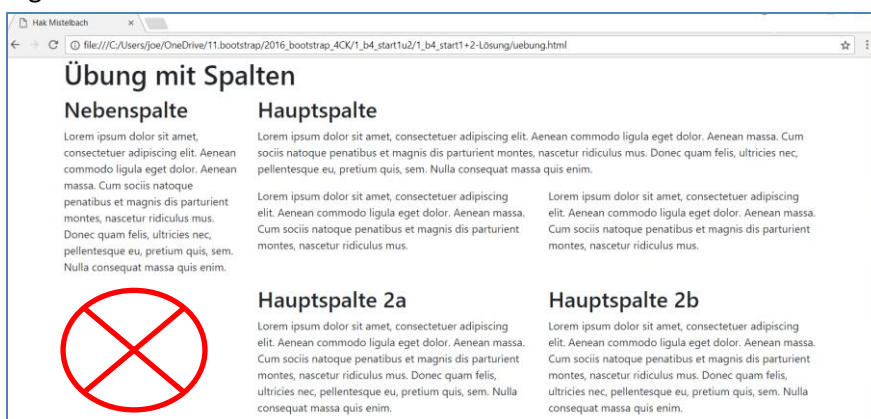 Hak Mistelbach
file:///C:/Users/joe/OneDrive/11.bootstrap/2016_bootstrap_4CK/1_b4_start1u2/1_b4_start1+2-Lösung/uebung.html
Übung mit Spalten
Nebenspalte
Lorem ipsum dolor sit amet,
consectetuer adipiscing elit. Aenean
commodo ligula eget dolor. Aenean
massa. Cum sociis natoque
penatibus et magnis dis parturient
montes, nascetur ridiculus mus.
Donec quam felis, ultricies nec,
pellentesque eu, pretium quis, sem.
Nulla consequat massa quis enim.
Hauptspalte
Lorem ipsum dolor sit amet, consectetuer adipiscing elit. Aenean commodo ligula eget dolor. Aenean massa. Cum
sociis natoque penatibus et magnis dis parturient montes, nascetur ridiculus mus. Donec quam felis, ultricies nec,
pellentesque eu, pretium quis, sem. Nulla consequat massa quis enim.
Lorem ipsum dolor sit amet, consectetuer adipiscing
elit. Aenean commodo ligula eget dolor. Aenean massa.
Cum sociis natoque penatibus et magnis dis parturient
montes, nascetur ridiculus mus.
Lorem ipsum dolor sit amet, consectetuer adipiscing
elit. Aenean commodo ligula eget dolor. Aenean massa.
Cum sociis natoque penatibus et magnis dis parturient
montes, nascetur ridiculus mus.
Hauptspalte 2a
Lorem ipsum dolor sit amet, consectetuer adipiscing
elit. Aenean commodo ligula eget dolor. Aenean massa.
Cum sociis natoque penatibus et magnis dis parturient
montes, nascetur ridiculus mus. Donec quam felis,
ultricies nec, pellentesque eu, pretium quis, sem. Nulla
consequat massa quis enim.
Hauptspalte 2b
Lorem ipsum dolor sit amet, consectetuer adipiscing
elit. Aenean commodo ligula eget dolor. Aenean massa.
Cum sociis natoque penatibus et magnis dis parturient
montes, nascetur ridiculus mus. Donec quam felis,
ultricies nec, pellentesque eu, pretium quis, sem. Nulla
consequat massa quis enim.